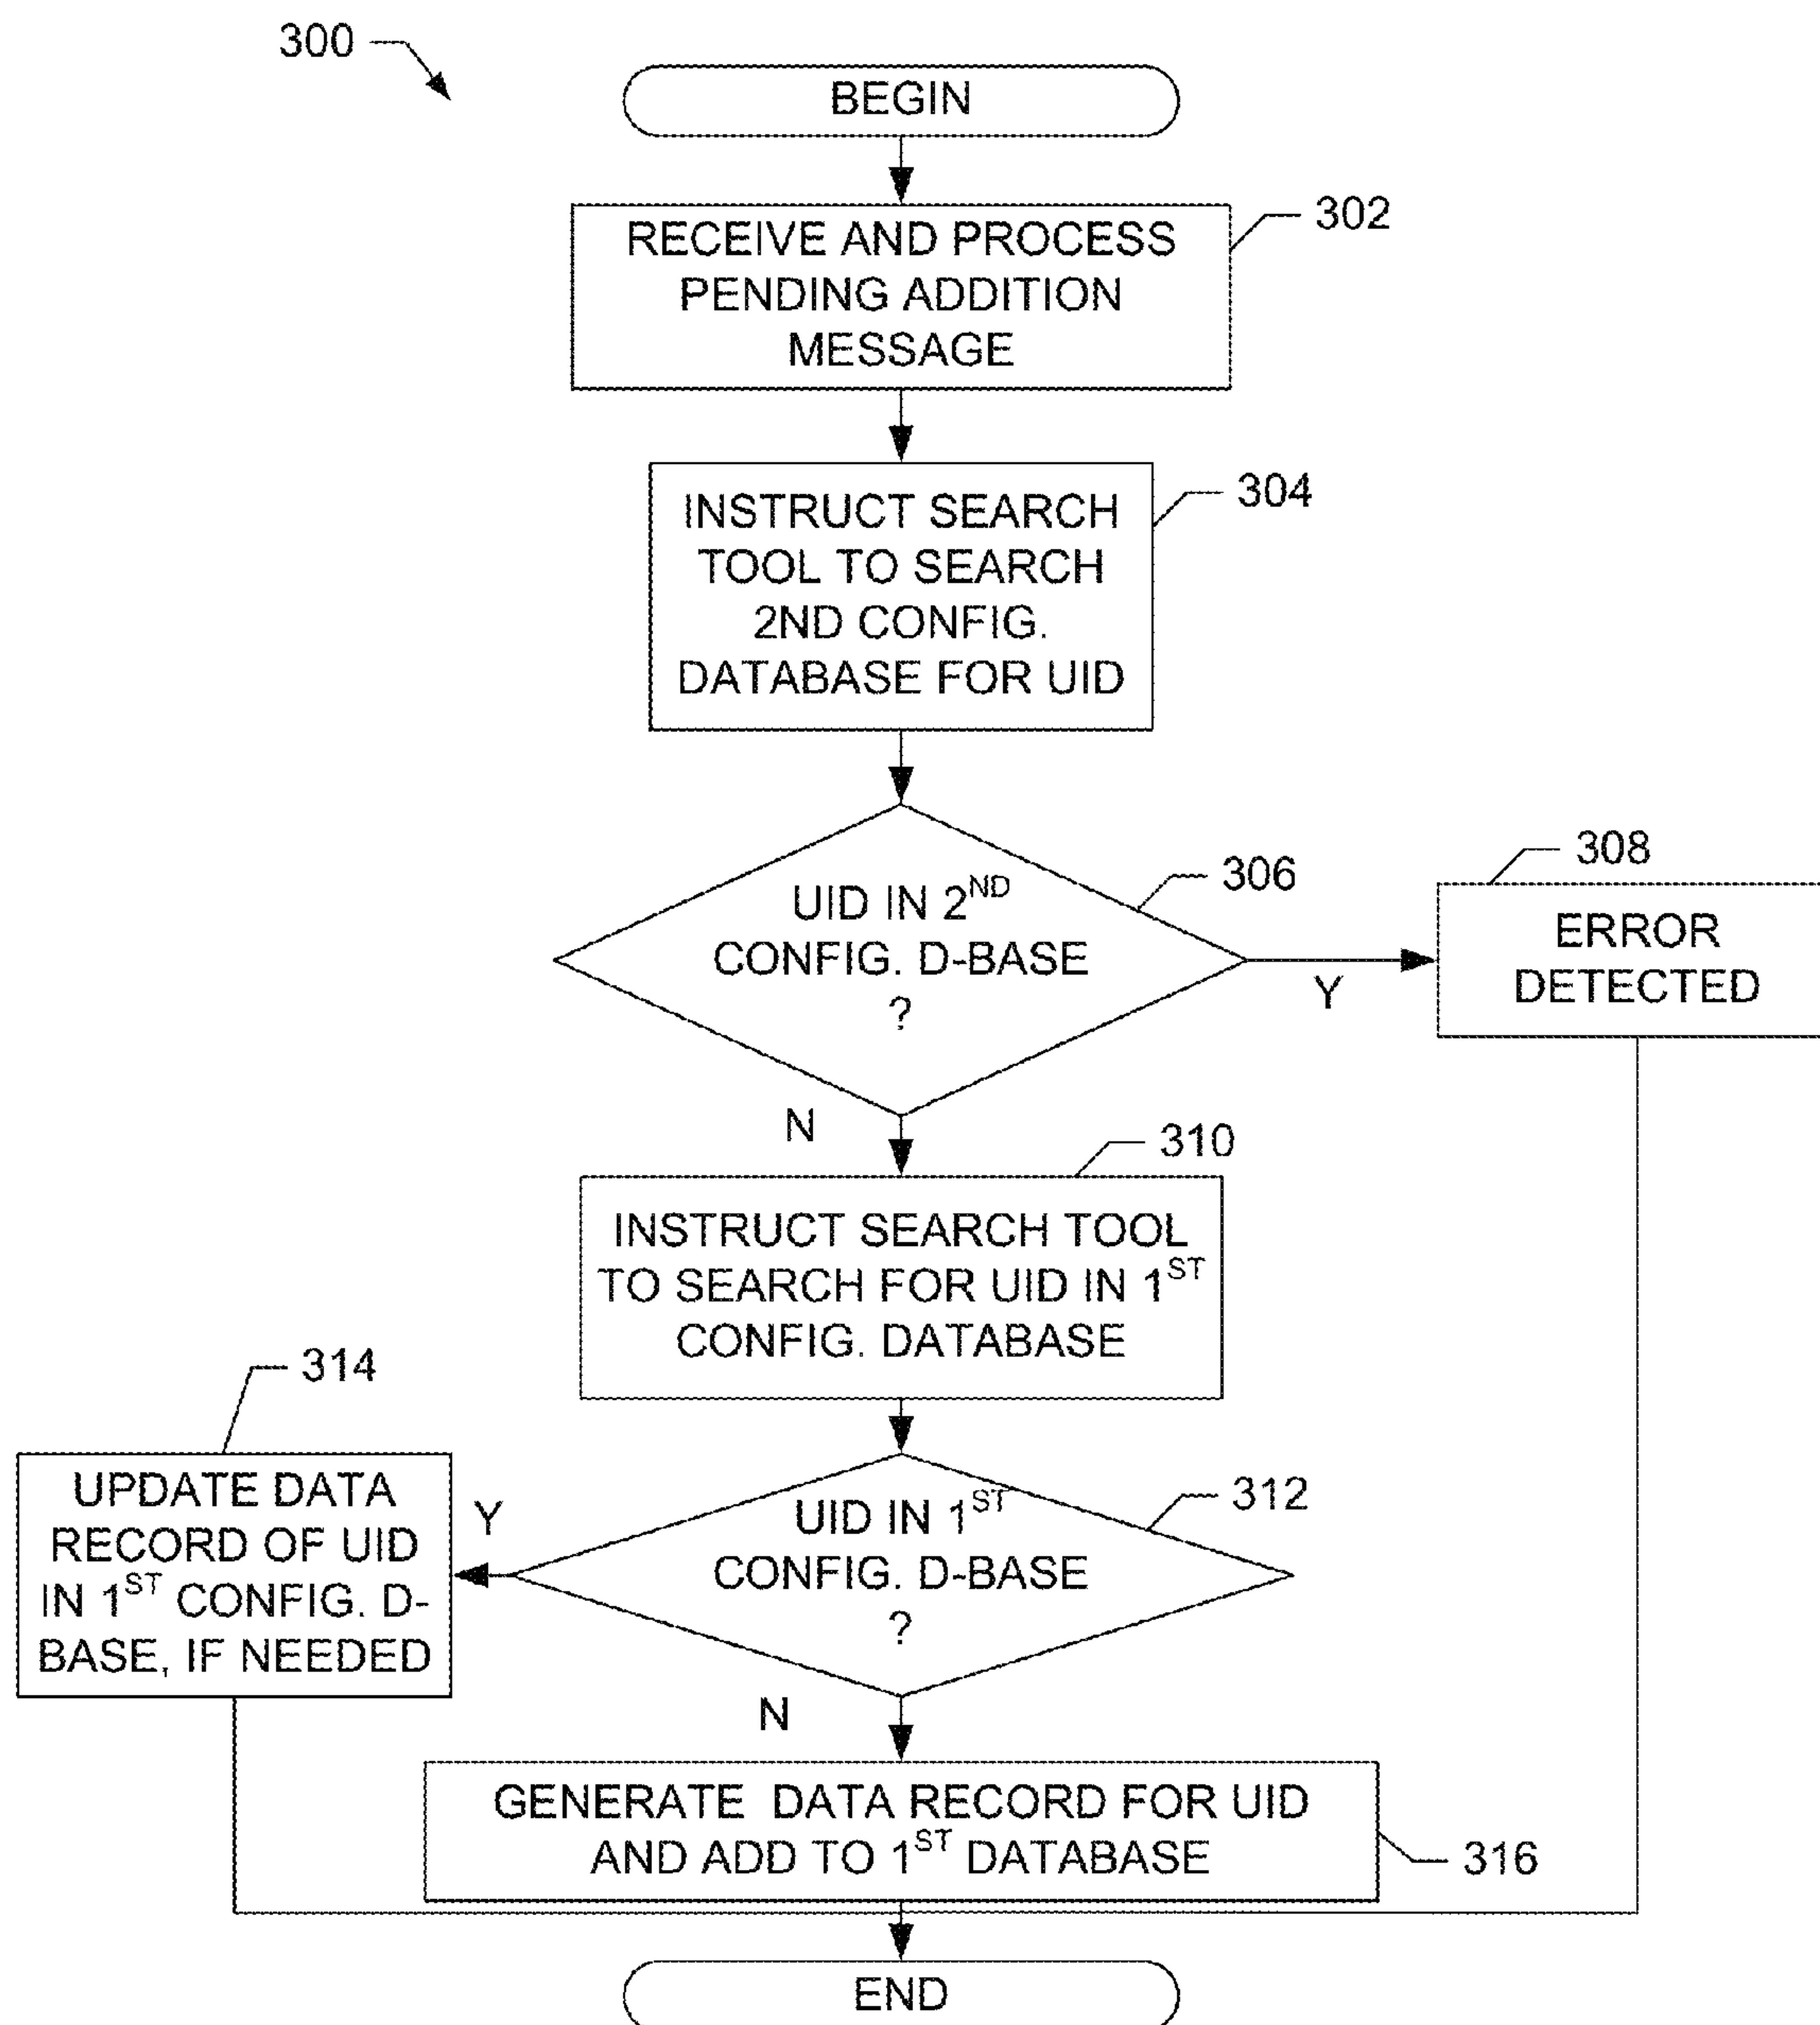 300
BEGIN
RECEIVE AND PROCESS
PENDING ADDITION
MESSAGE
302
INSTRUCT SEARCH
TOOL TO SEARCH
2ND CONFIG.
DATABASE FOR UID
304
UID IN 2ND
CONFIG. D-BASE
?
306
Y
308
ERROR
DETECTED
N
310
INSTRUCT SEARCH TOOL
TO SEARCH FOR UID IN 1ST
CONFIG. DATABASE
UID IN 1ST
CONFIG. D-BASE
?
312
Y
314
UPDATE DATA
RECORD OF UID
IN 1ST CONFIG. D-
BASE, IF NEEDED
N
GENERATE DATA RECORD FOR UID
AND ADD TO 1ST DATABASE
316
END